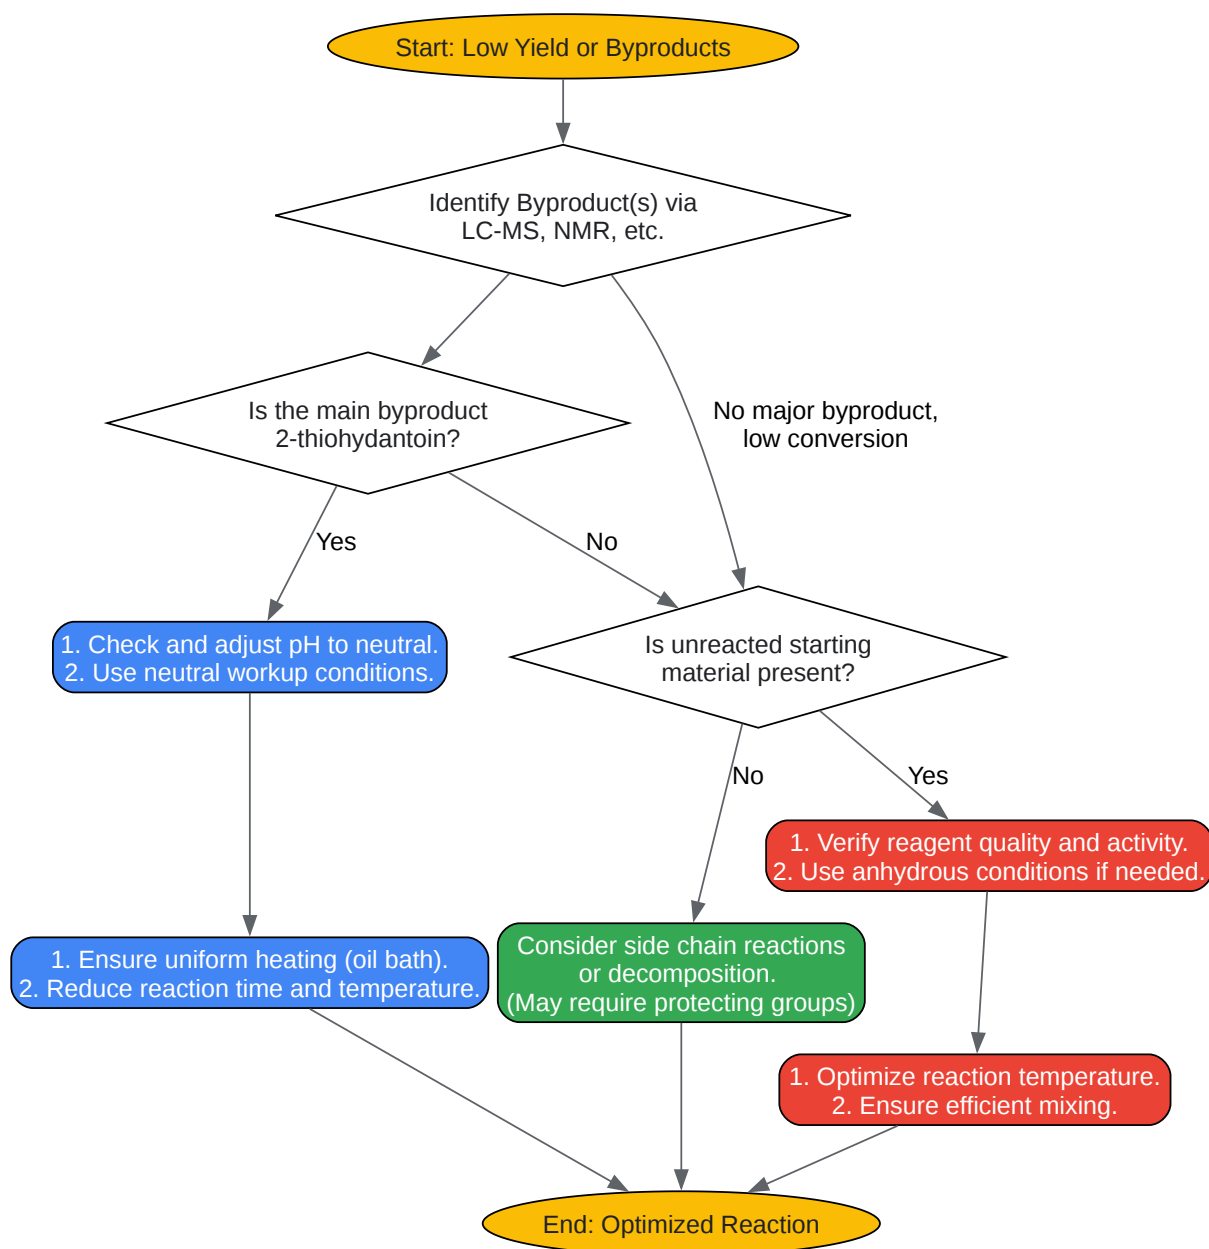 Start: Low Yield or Byproducts
Identify Byproduct(s) via
LC-MS, NMR, etc.
Is the main byproduct
2-thiohydantoin?
No major byproduct,
low conversion
Yes
No
1. Check and adjust pH to neutral.
2. Use neutral workup conditions.
Is unreacted starting
material present?
No
Yes
1. Verify reagent quality and activity.
2. Use anhydrous conditions if needed.
1. Ensure uniform heating (oil bath).
2. Reduce reaction time and temperature.
Consider side chain reactions
or decomposition.
(May require protecting groups)
1. Optimize reaction temperature.
2. Ensure efficient mixing.
End: Optimized Reaction